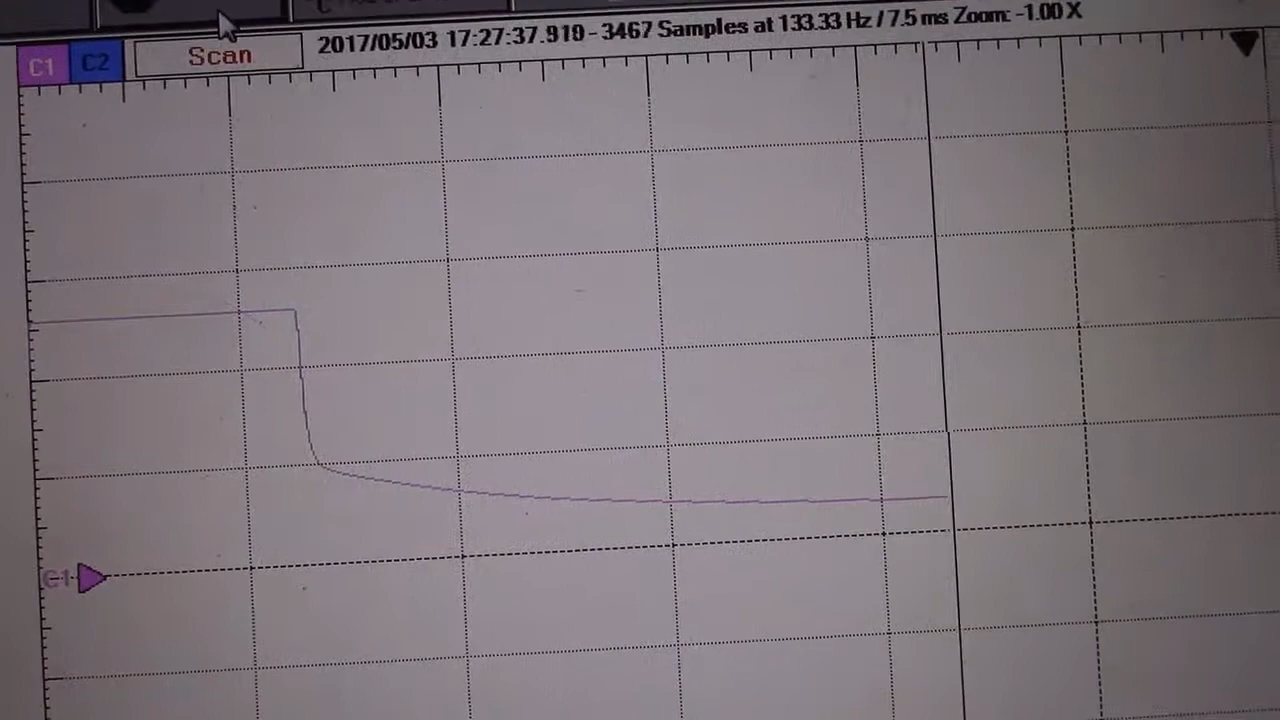 C1 C2 Scan 2017/05/03 17:27:37.910 - 3467 Samples at 133.33 Hz / 7.5 ms Zoom: -1.00 X
C1